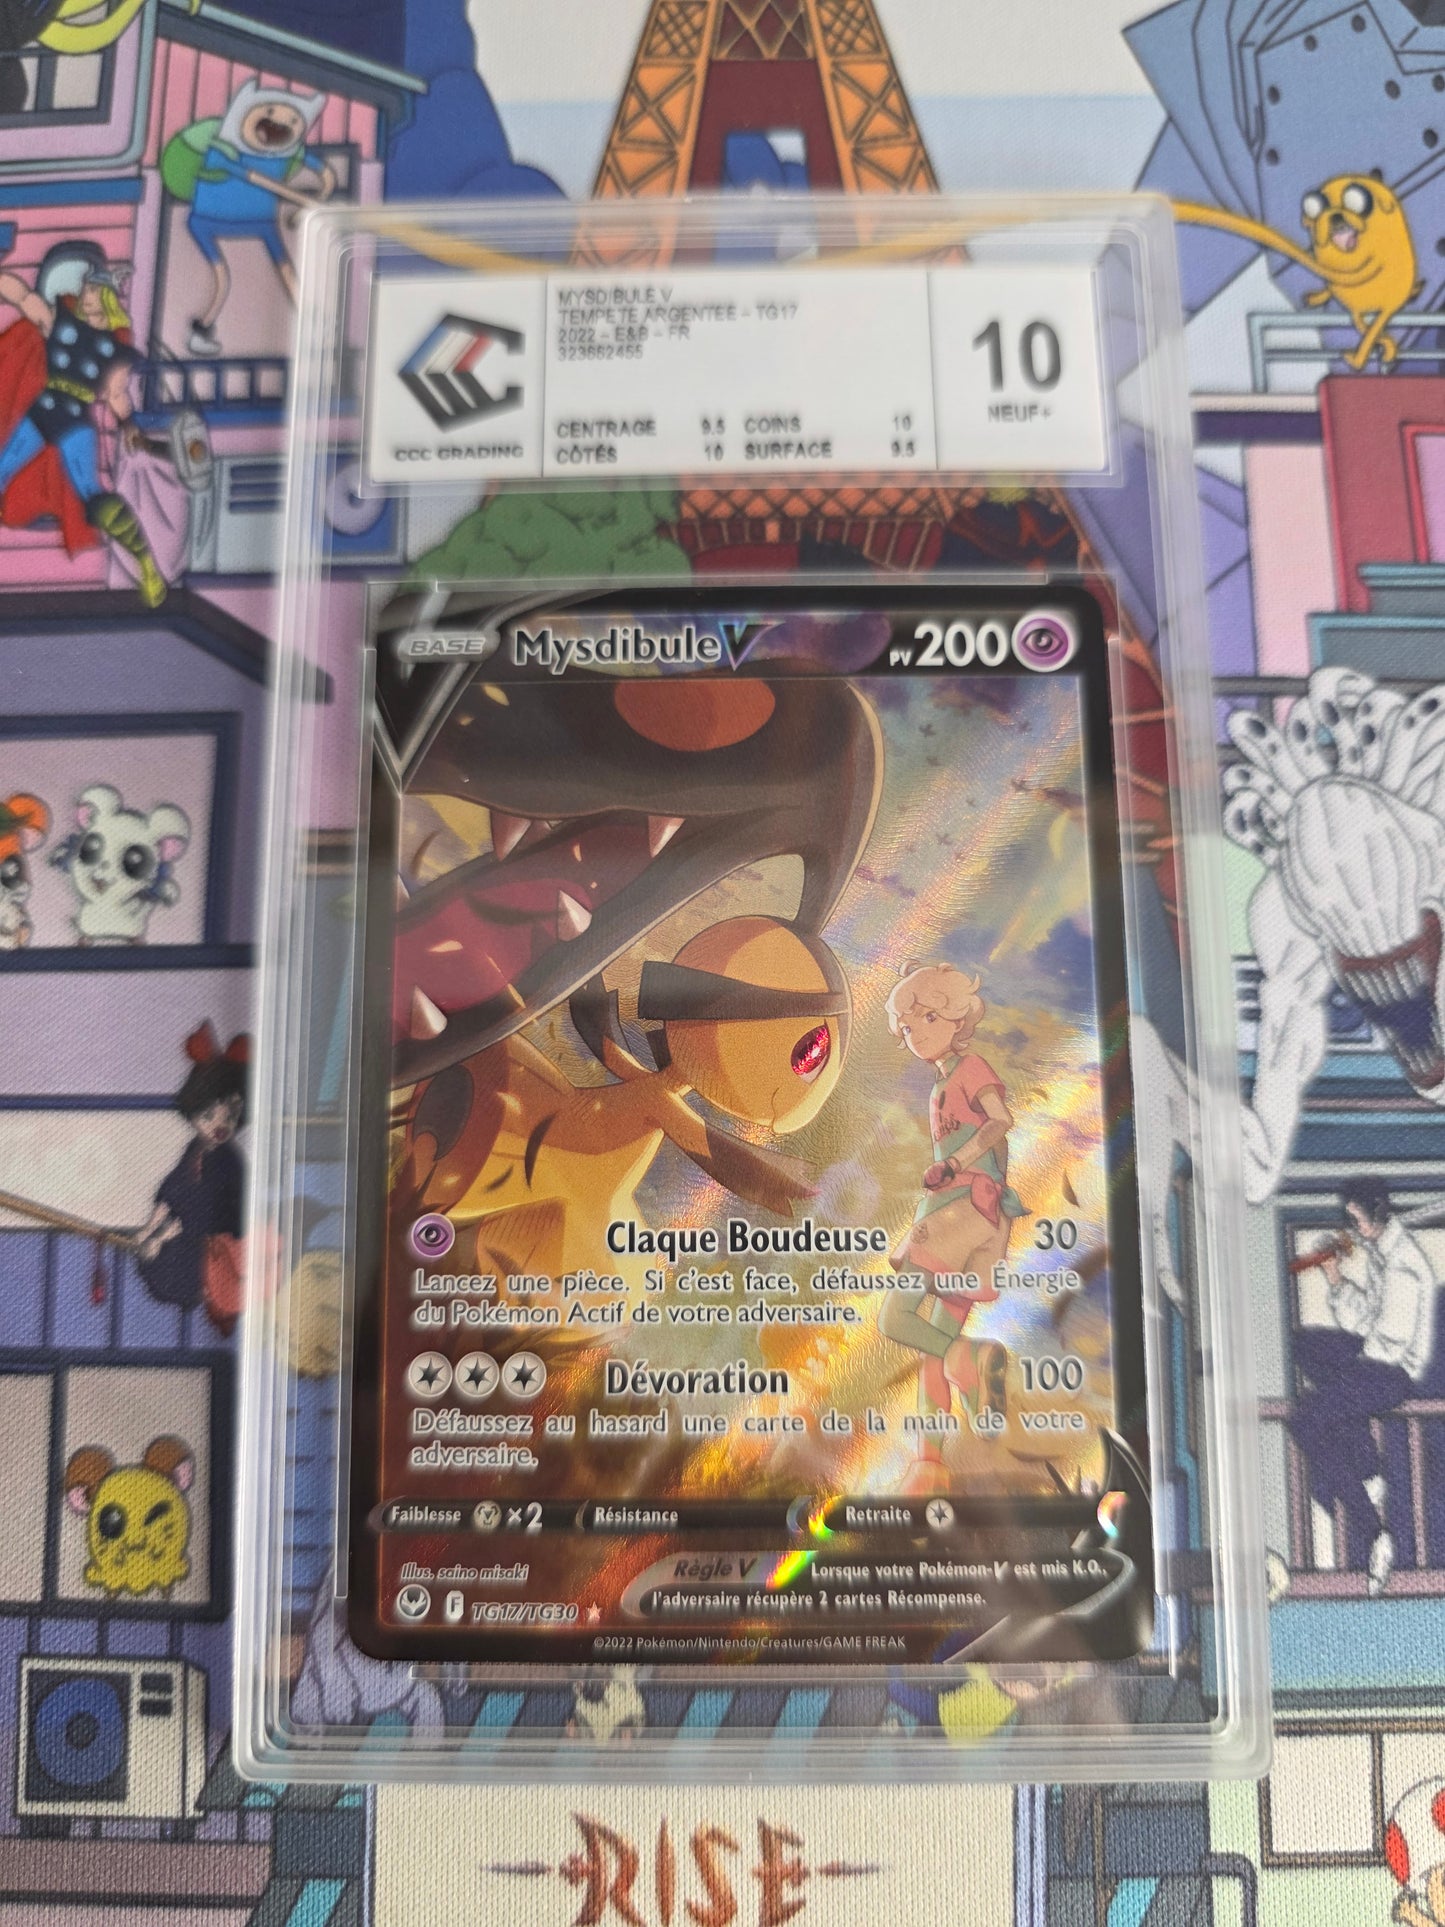 MYSDIBULE V
TEMPETE ARGENTEE - TG17
2022 - E&B - FR
323662455
CENTRAGE 9.5 COINS 10
CÔTÉS 10 SURFACE 9.5
10
NEUF+
CCC GRADING
BASE Mysdibule V PV 200
Claque Boudeuse 30
Lancez une pièce. Si c'est face, défaussez une Énergie
du Pokémon Actif de votre adversaire.
Dévoration 100
Défaussez au hasard une carte de la main de votre
adversaire.
Faiblesse ×2 Résistance Retraite
Illus. saino misaki
Règle V Lorsque votre Pokémon-V est mis K.O.,
l'adversaire récupère 2 cartes Récompense.
F TG17/TG30
©2022 Pokémon/Nintendo/Creatures/GAME FREAK
RISE